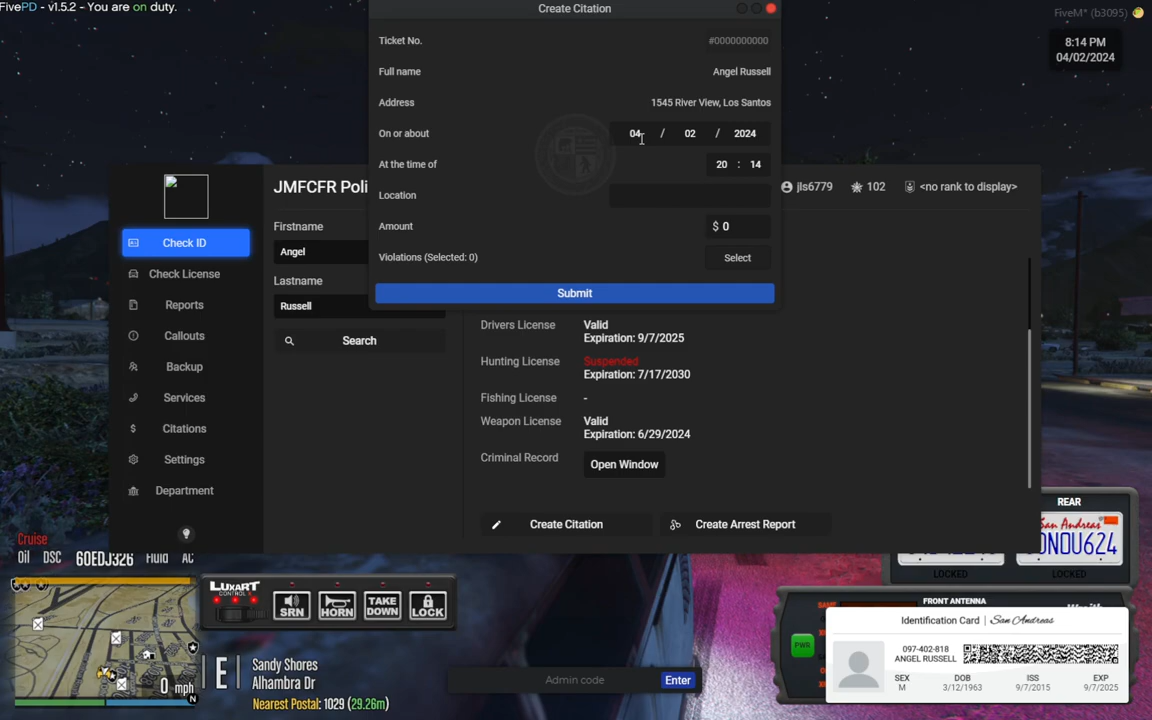 FivePD - v1.5.2 - You are on duty.
Create Citation
FiveM* (b3095)
8:14 PM
04/02/2024
Ticket No.
#0000000000
Full name
Angel Russell
Address
1545 River View, Los Santos
On or about
04 / 02 / 2024
At the time of
20 : 14
Location
Amount
$ 0
Violations (Selected: 0)
Select
Submit
JMFCFR Poli
jls6779
102
<no rank to display>
Check ID
Check License
Reports
Callouts
Backup
Services
Citations
Settings
Department
Firstname
Angel
Lastname
Russell
Search
Drivers License
Valid
Expiration: 9/7/2025
Hunting License
Suspended
Expiration: 7/17/2030
Fishing License
-
Weapon License
Valid
Expiration: 6/29/2024
Criminal Record
Open Window
Create Citation
Create Arrest Report
Cruise
Oil DSC 60EDJ326 Fluid AC
LUXART
CONTROL
SRN
HORN
TAKE
DOWN
LOCK
0 mph
N
E
Sandy Shores
Alhambra Dr
Nearest Postal: 1029 (29.26m)
Admin code
Enter
REAR
San Andreas
LOCKED
LOCKED
FRONT ANTENNA
SAME
PWR
Identification Card | San Andreas
097-402-818
ANGEL RUSSELL
SEX
M
DOB
3/12/1963
ISS
9/7/2015
EXP
9/7/2025